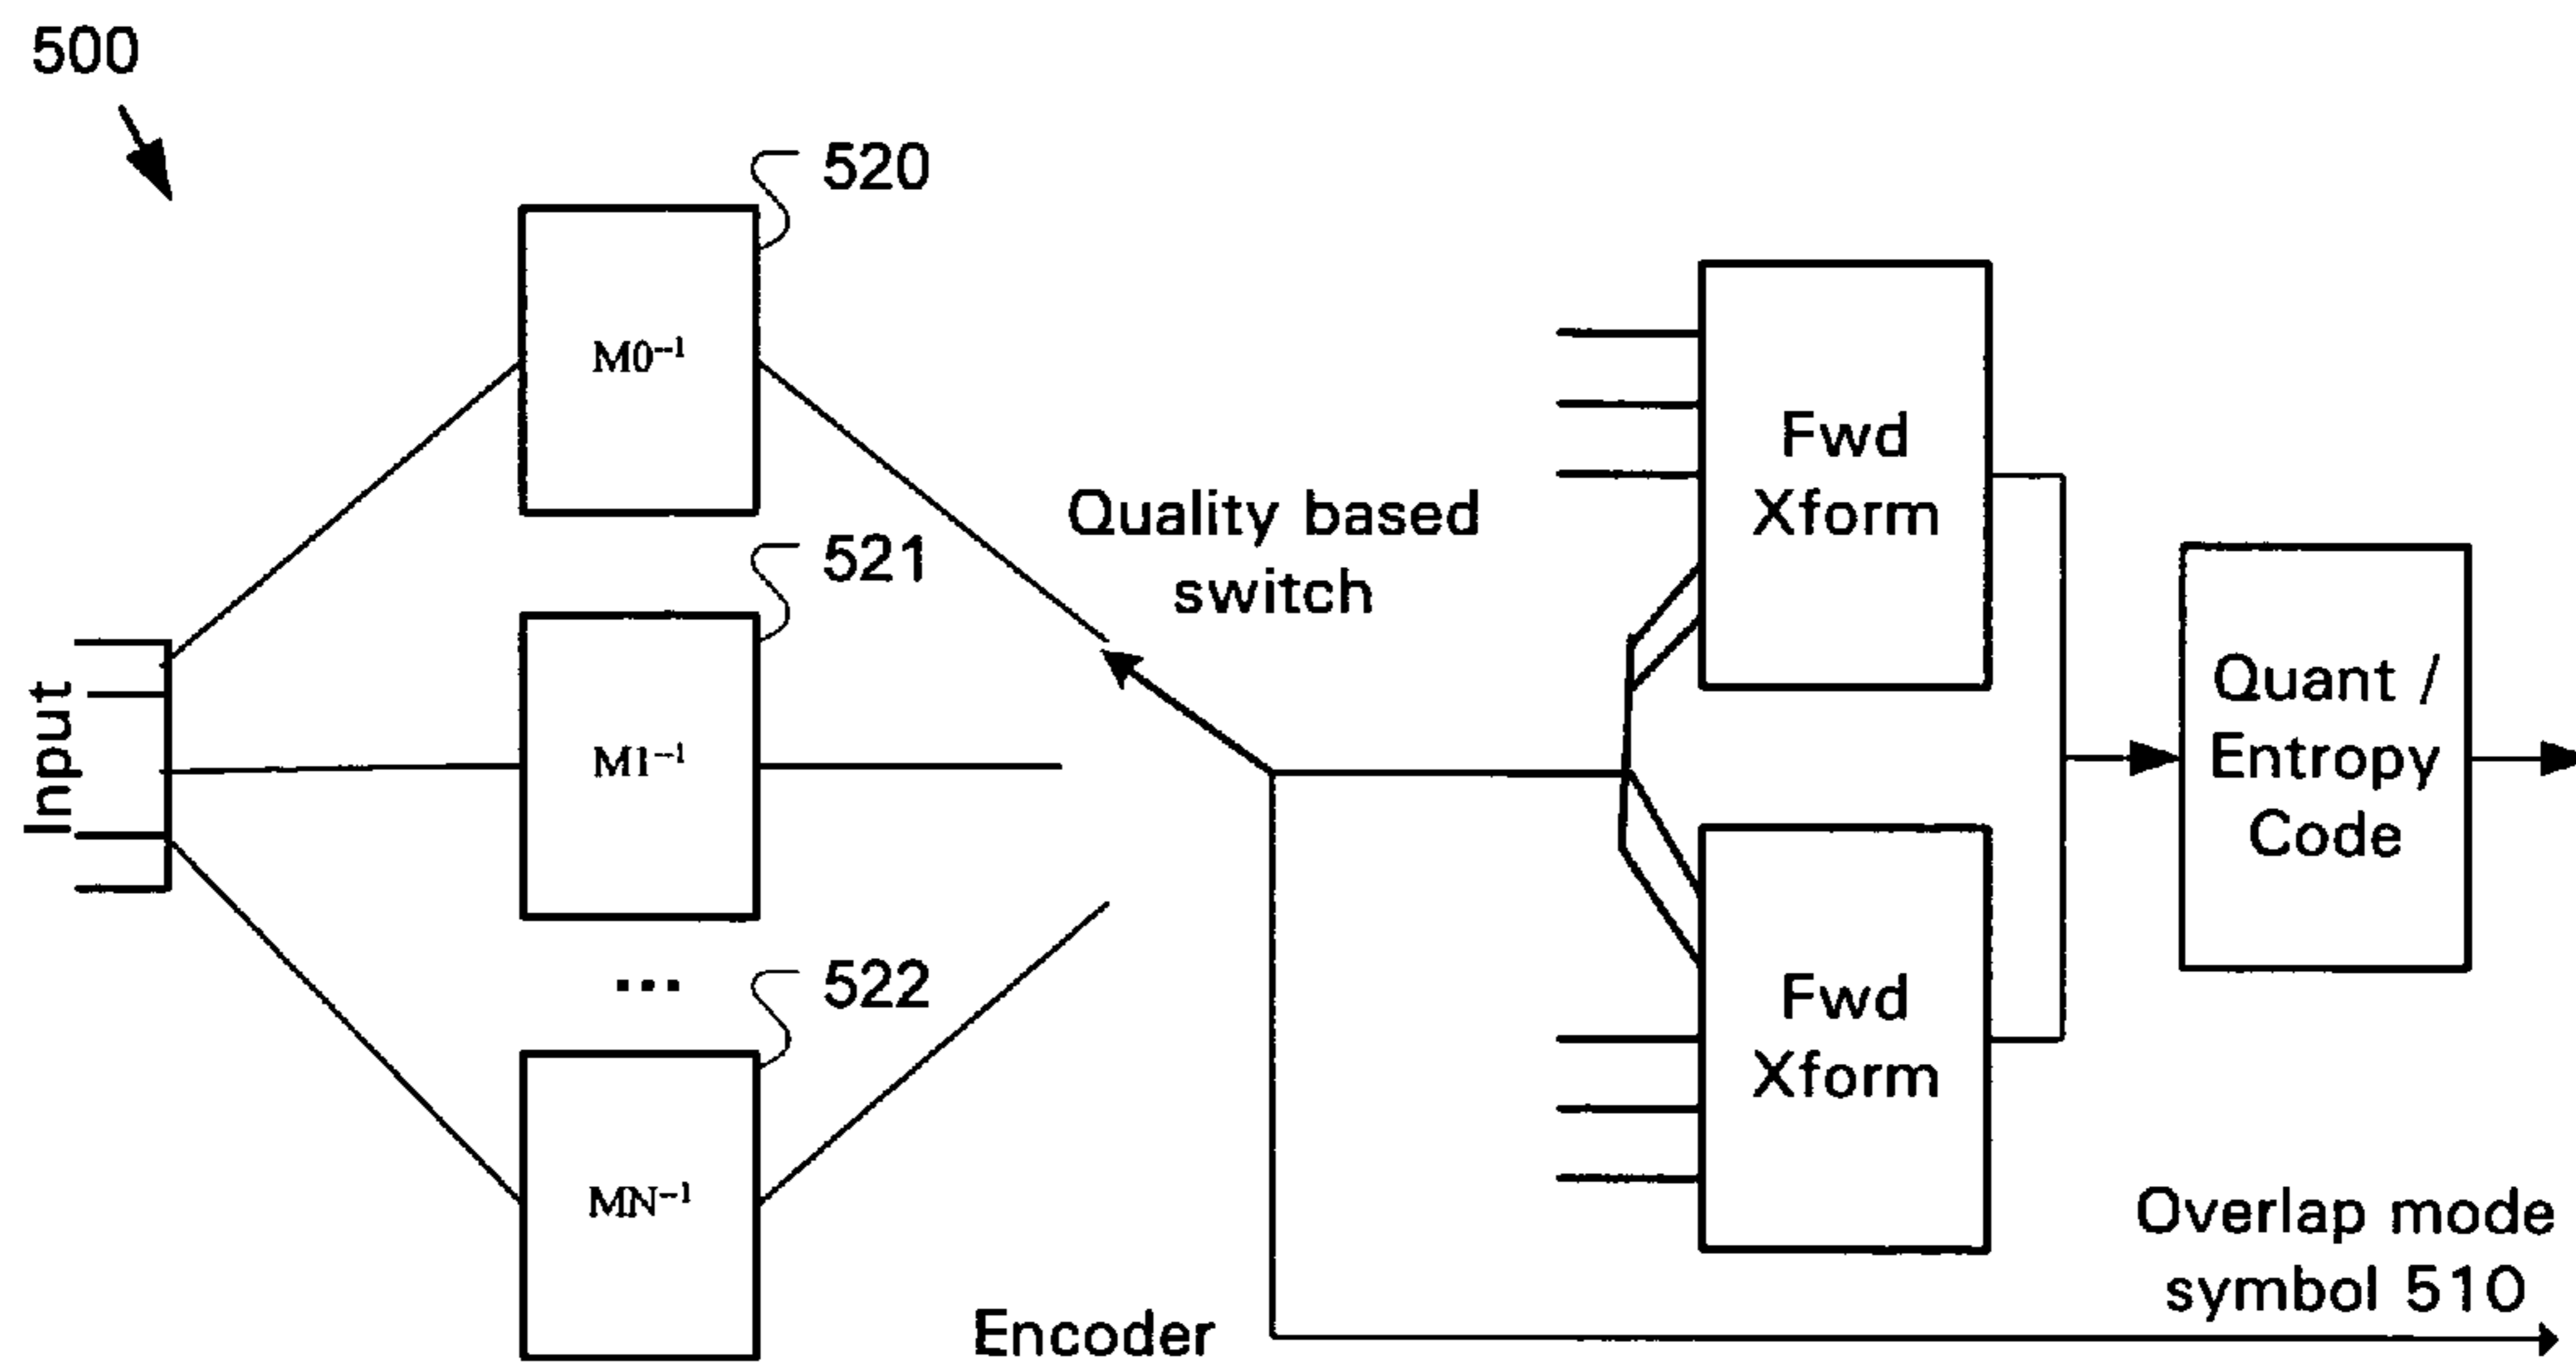 500
520
M0⁻¹
Quality based
switch
521
M1⁻¹
Input
...
522
MN⁻¹
Fwd
Xform
Quant /
Entropy
Code
Fwd
Xform
Overlap mode
symbol 510
Encoder